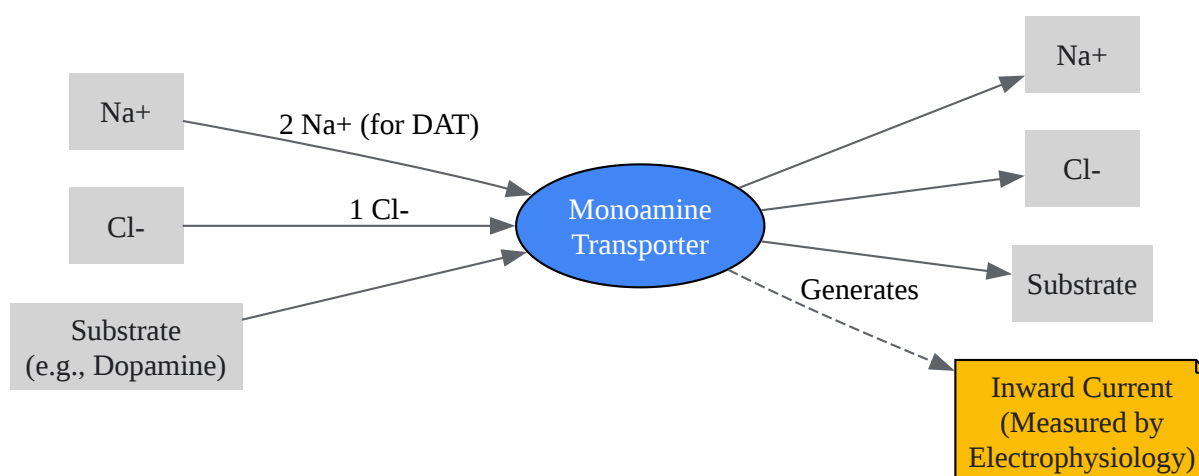 Na+
2 Na+ (for DAT)
Cl-
1 Cl-
Substrate
(e.g., Dopamine)
Monoamine
Transporter
Na+
Cl-
Substrate
Generates
Inward Current
(Measured by
Electrophysiology)